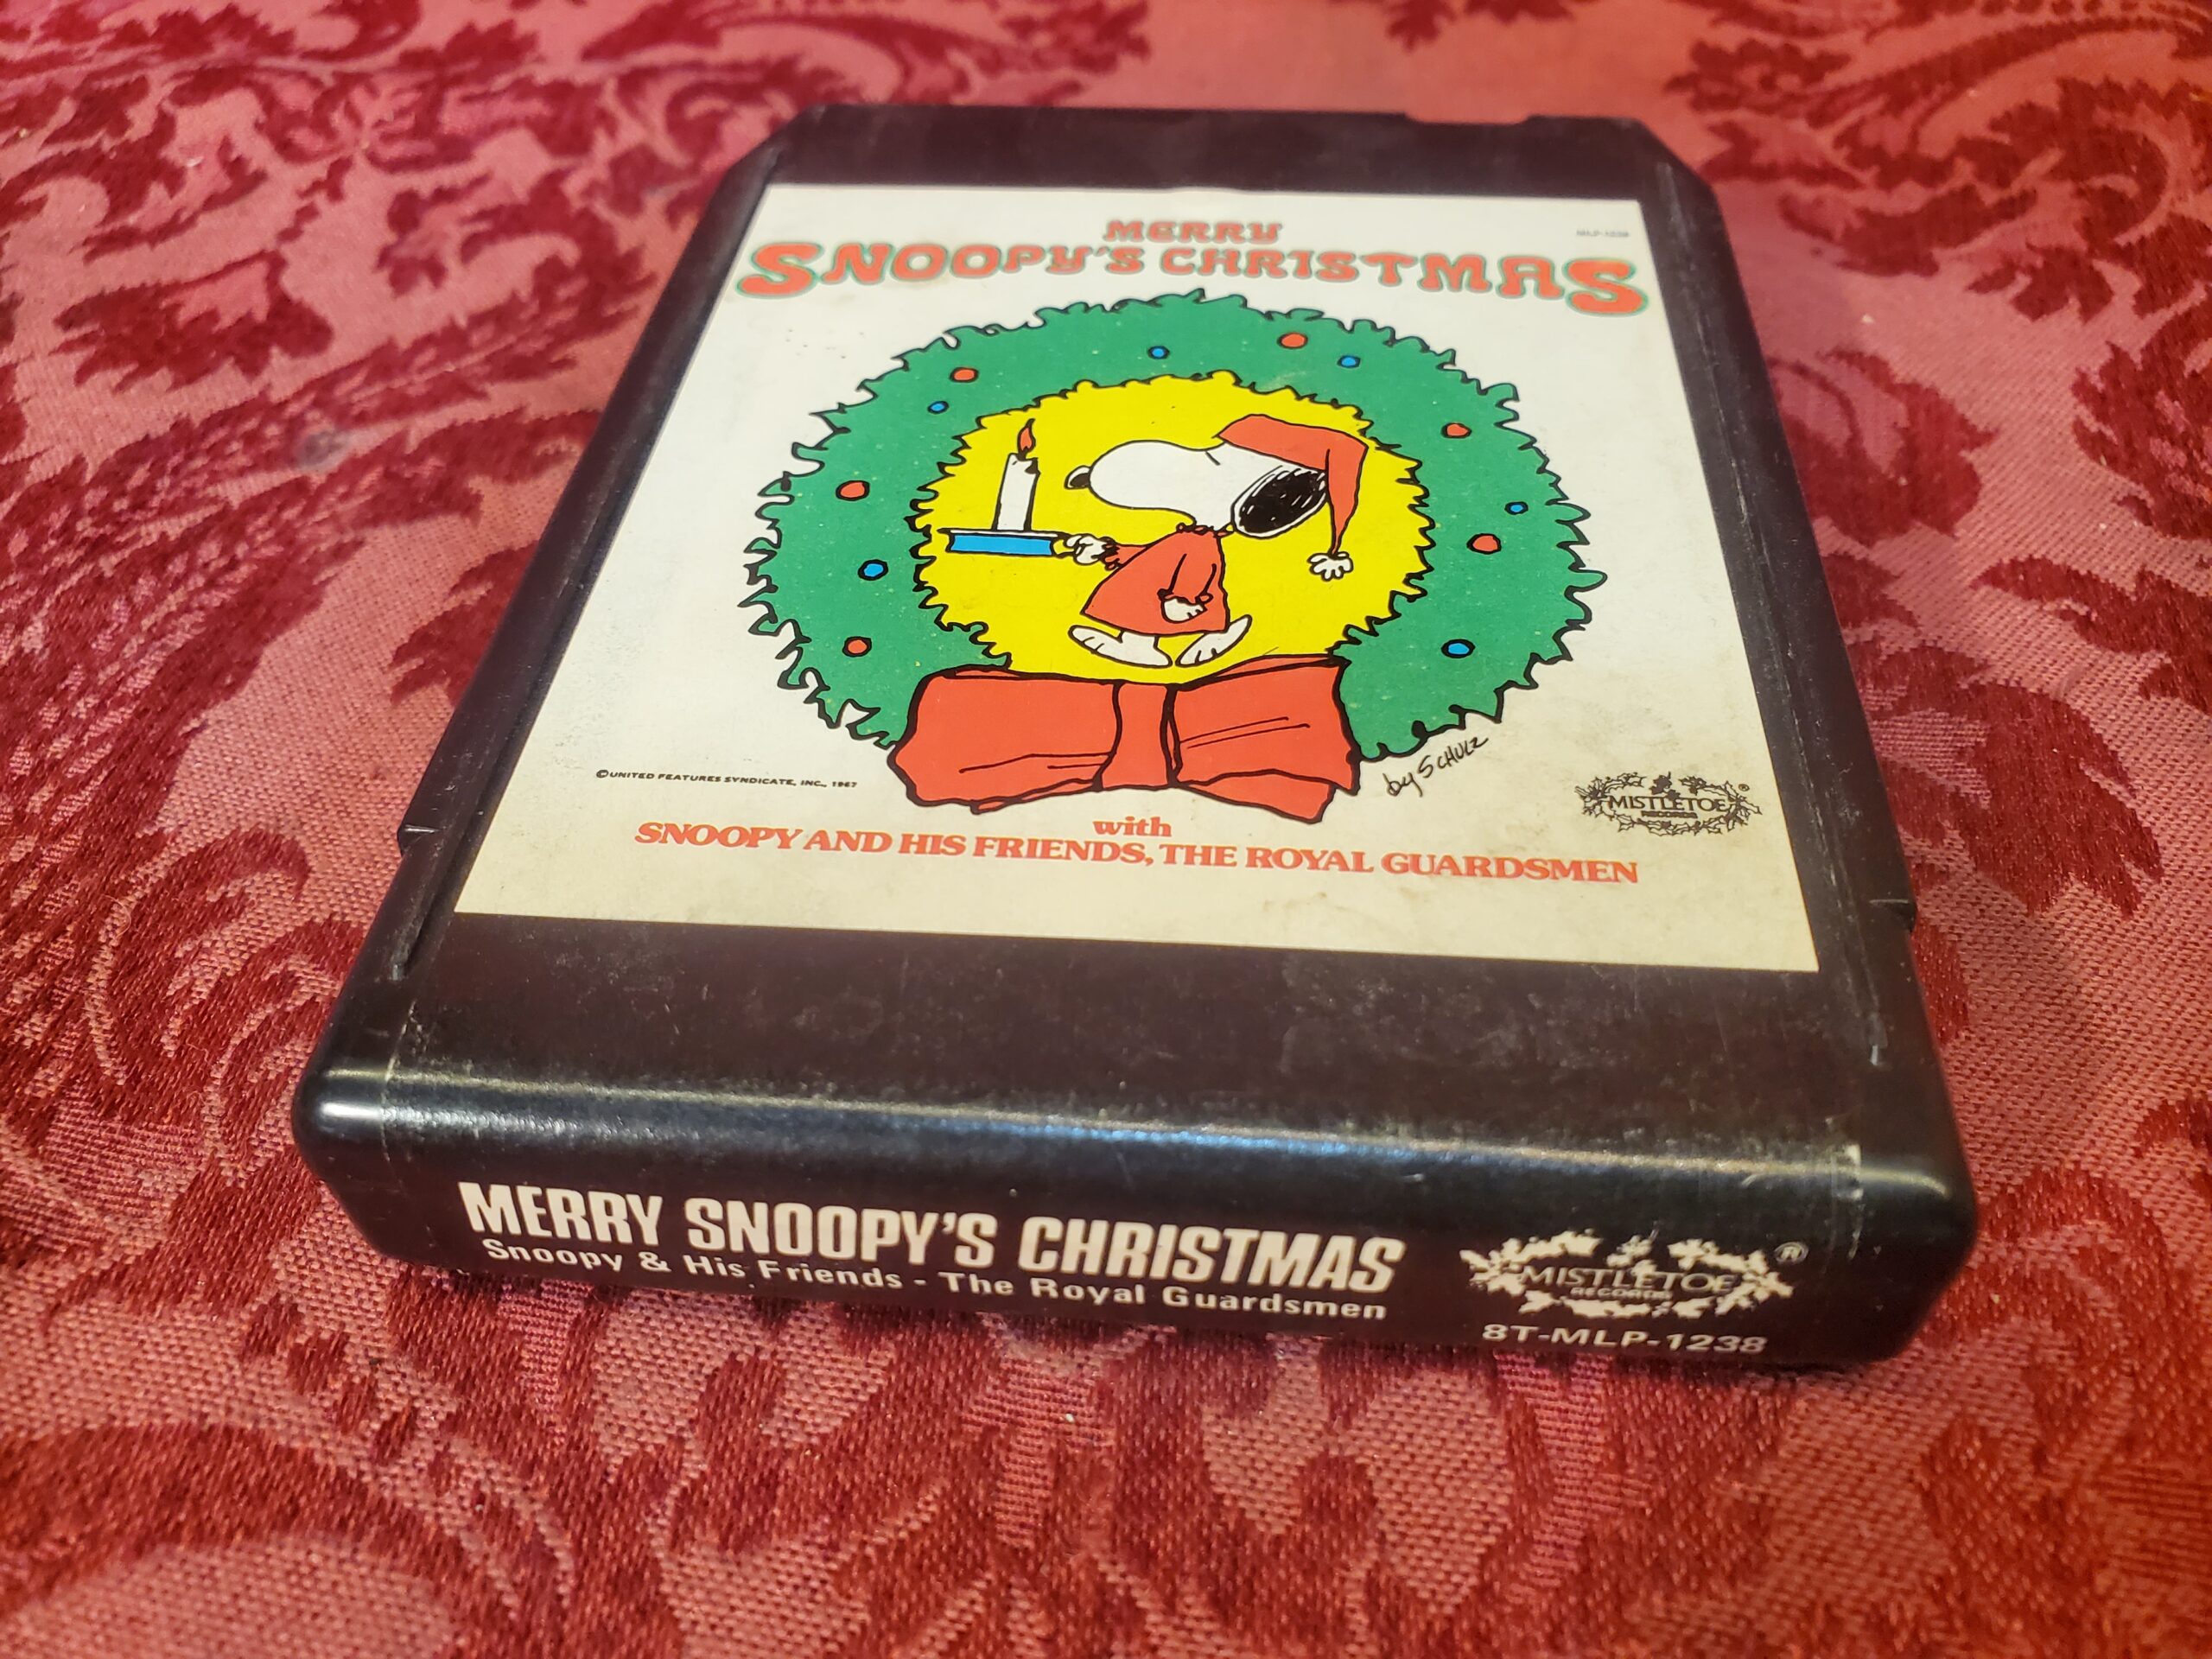 MERRY
SNOOPY'S CHRISTMAS
MLP-1238
by SCHULZ
©UNITED FEATURES SYNDICATE, INC., 1967
MISTLETOE ®
RECORDS
with
SNOOPY AND HIS FRIENDS, THE ROYAL GUARDSMEN
MERRY SNOOPY'S CHRISTMAS
Snoopy & His Friends - The Royal Guardsmen
MISTLETOE ®
RECORDS
8T-MLP-1238